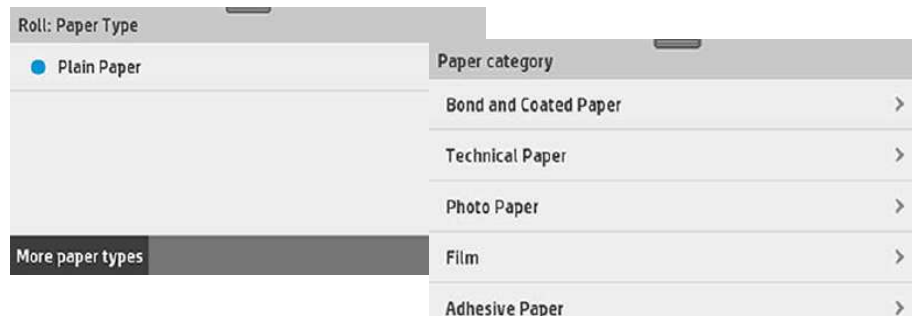 Roll: Paper Type
Plain Paper
More paper types
Paper category
Bond and Coated Paper
Technical Paper
Photo Paper
Film
Adhesive Paper